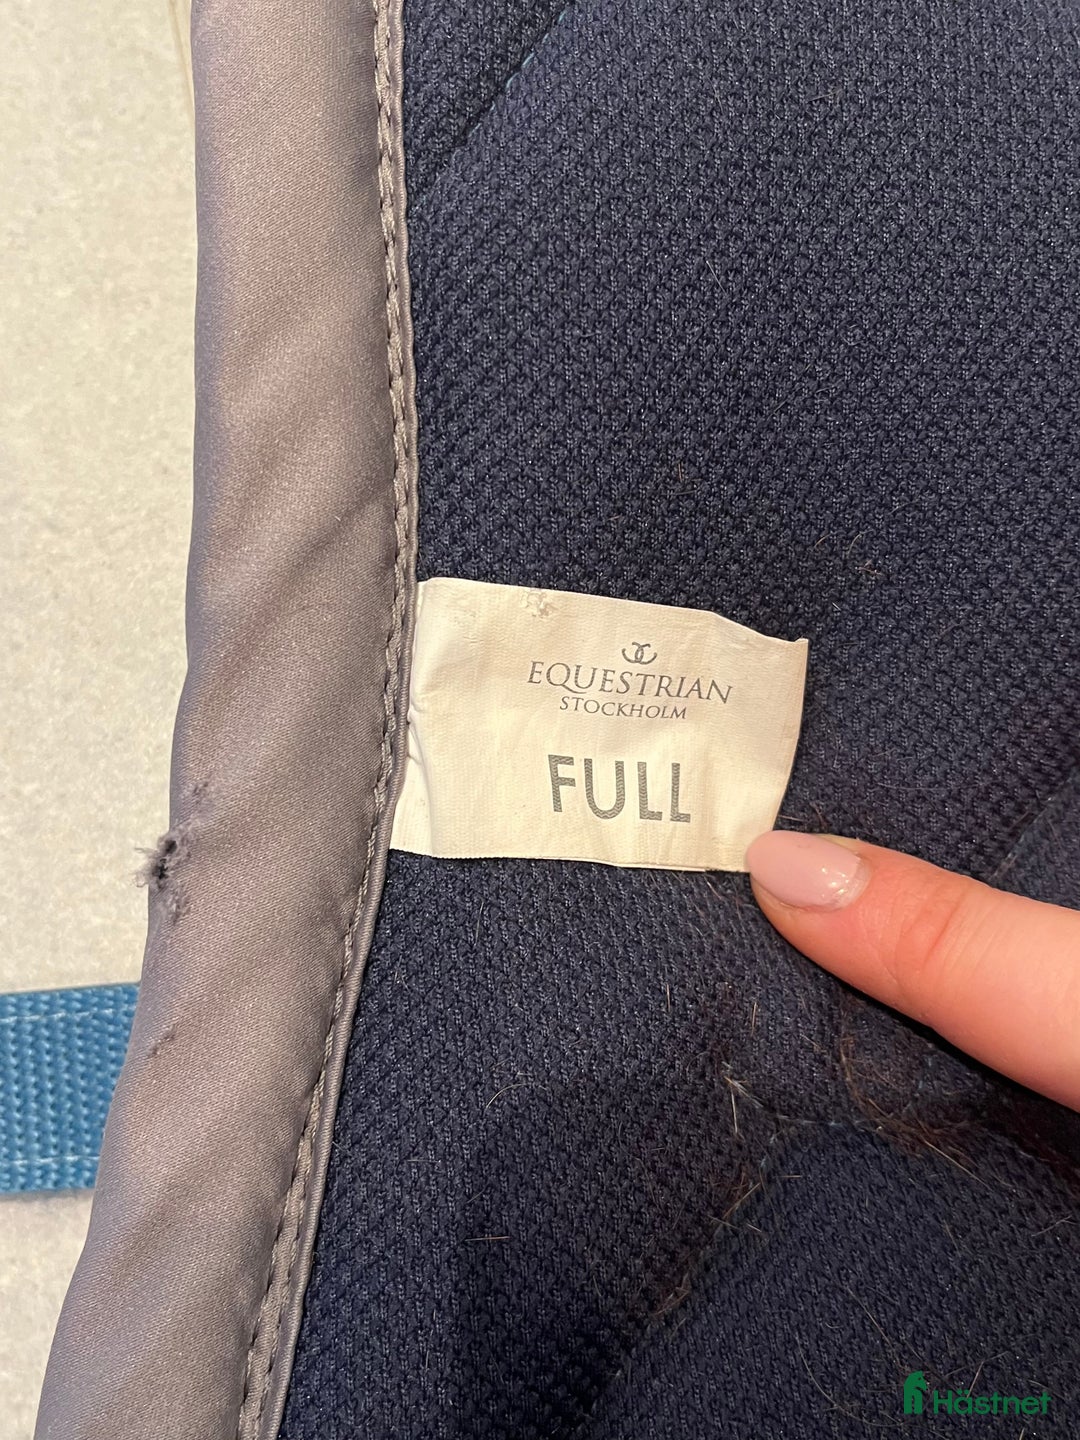 EQUESTRIAN
STOCKHOLM
FULL
Hästnet